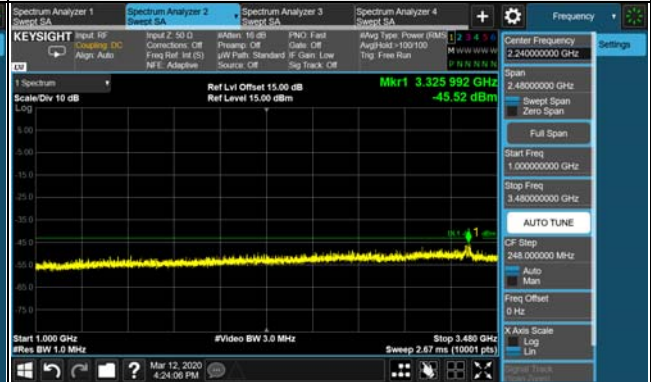 Spectrum Analyzer 1
Swept SA
Spectrum Analyzer 2
Swept SA
Spectrum Analyzer 3
Swept SA
Spectrum Analyzer 4
Swept SA
+
Frequency
KEYSIGHT
Input: RF
Coupling: DC
Align: Auto
Input Z: 50 Ω
Corrections: Off
Freq Ref: Int (S)
NFE: Adaptive
#Atten: 16 dB
Preamp: Off
µW Path: Standard
Source: Off
PNO: Fast
Gate: Off
IF Gain: Low
Sig Track: Off
#Avg Type: Power (RMS
Avg|Hold:>100/100
Trig: Free Run
1 2 3 4 5 6
M W W W W W
P N N N N N
LXI
1 Spectrum
Scale/Div 10 dB
Log
Ref Lvl Offset 15.00 dB
Ref Level 15.00 dBm
Mkr1 3.325 992 GHz
-45.52 dBm
5.00
-5.00
-15.0
-25.0
-35.0
-45.0
-55.0
-65.0
-75.0
1
Start 1.000 GHz
#Res BW 1.0 MHz
#Video BW 3.0 MHz
Stop 3.480 GHz
Sweep 2.67 ms (10001 pts)
Center Frequency
2.240000000 GHz
Settings
Span
2.48000000 GHz
Swept Span
Zero Span
Full Span
Start Freq
1.000000000 GHz
Stop Freq
3.480000000 GHz
AUTO TUNE
CF Step
248.000000 MHz
Auto
Man
Freq Offset
0 Hz
X Axis Scale
Log
Lin
Signal Track
(Span Zoom)
?
Mar 12, 2020
4:24:06 PM